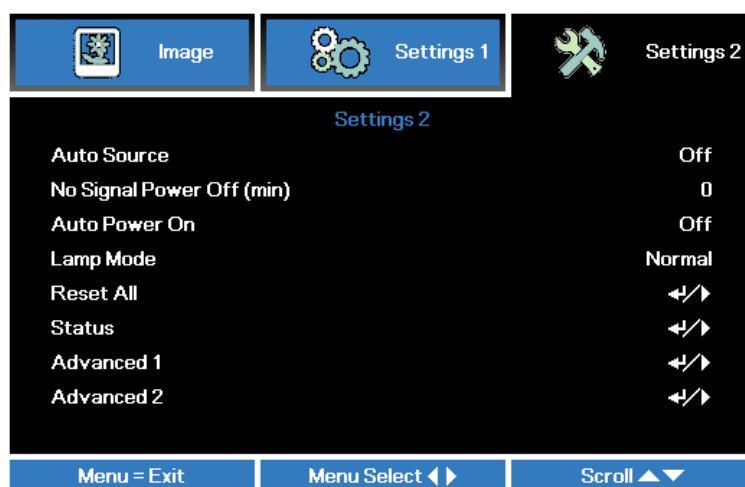 Image Settings 1 Settings 2
Settings 2
Auto Source Off
No Signal Power Off (min) 0
Auto Power On Off
Lamp Mode Normal
Reset All
Status
Advanced 1
Advanced 2
Menu = Exit Menu Select Scroll